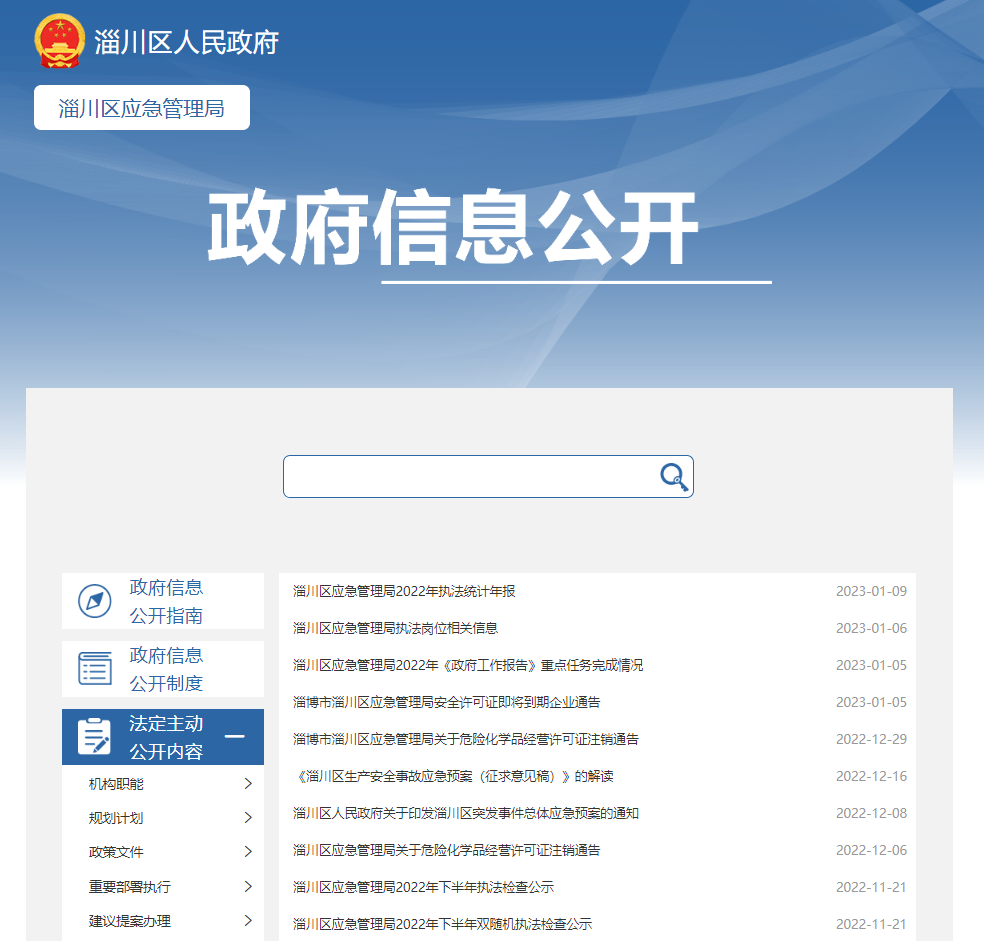 淄川区人民政府
淄川区应急管理局
政府信息公开
政府信息
公开指南
政府信息
公开制度
法定主动
公开内容
机构职能
规划计划
政策文件
重要部署执行
建议提案办理
淄川区应急管理局2022年执法统计年报 2023-01-09
淄川区应急管理局执法岗位相关信息 2023-01-06
淄川区应急管理局2022年《政府工作报告》重点任务完成情况 2023-01-05
淄博市淄川区应急管理局安全许可证即将到期企业通告 2023-01-05
淄博市淄川区应急管理局关于危险化学品经营许可证注销通告 2022-12-29
《淄川区生产安全事故应急预案（征求意见稿）》的解读 2022-12-16
淄川区人民政府关于印发淄川区突发事件总体应急预案的通知 2022-12-08
淄川区应急管理局关于危险化学品经营许可证注销通告 2022-12-06
淄川区应急管理局2022年下半年执法检查公示 2022-11-21
淄川区应急管理局2022年下半年双随机执法检查公示 2022-11-21